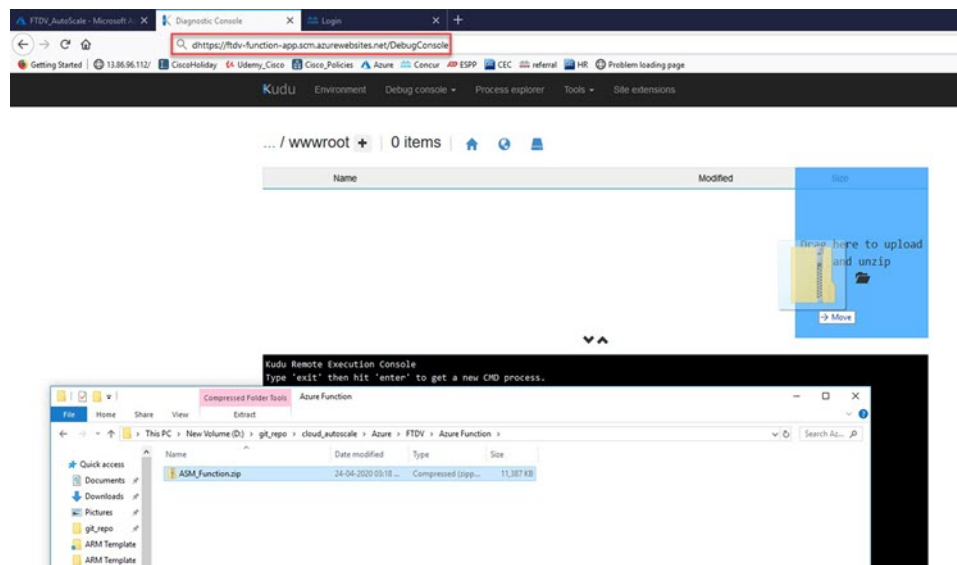 FTDV_AutoScale - Microsoft A
Diagnostic Console
Login
dhttps://ftdv-function-app.scm.azurewebsites.net/DebugConsole
Getting Started
13.86.96.112/
CiscoHoliday
Udemy_Cisco
Cisco_Policies
Azure
Concur
ESPP
CEC
referral
HR
Problem loading page
Kudu
Environment
Debug console
Process explorer
Tools
Site extensions
... / wwwroot + | 0 items
Name
Modified
Size
Drag here to upload
and unzip
Move
Kudu Remote Execution Console
Type 'exit' then hit 'enter' to get a new CMD process.
Compressed Folder Tools
Azure Function
File
Home
Share
View
Extract
This PC > New Volume (D:) > git_repo > cloud_autoscale > Azure > FTDV > Azure Function >
Search Az...
Name
Date modified
Type
Size
Quick access
Documents
Downloads
Pictures
git_repo
ARM Template
ARM Template
ASM_Function.zip
24-04-2020 03:18 ...
Compressed (zipp...
11,387 KB